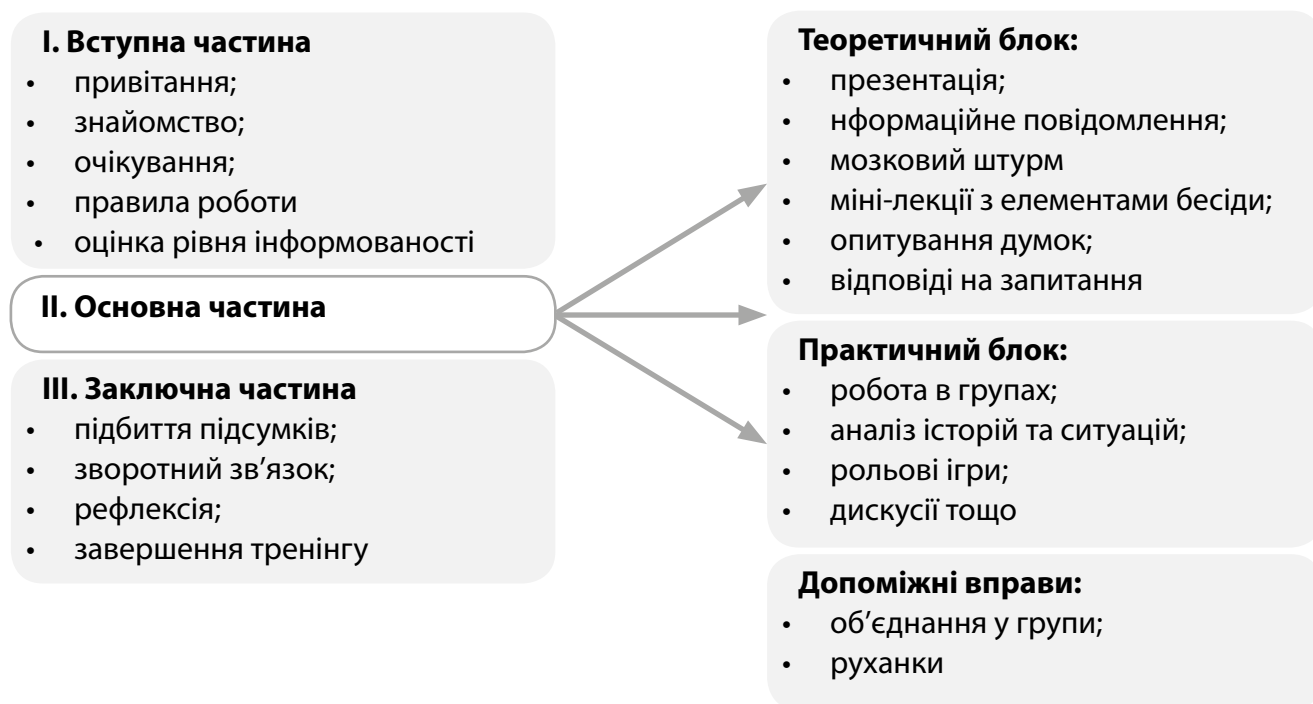 І. Вступна частина
• привітання;
• знайомство;
• очікування;
• правила роботи
• оцінка рівня інформованості
ІІ. Основна частина
ІІІ. Заключна частина
• підбиття підсумків;
• зворотний зв’язок;
• рефлексія;
• завершення тренінгу
Теоретичний блок:
• презентація;
• нформаційне повідомлення;
• мозковий штурм
• міні-лекції з елементами бесіди;
• опитування думок;
• відповіді на запитання
Практичний блок:
• робота в групах;
• аналіз історій та ситуацій;
• рольові ігри;
• дискусії тощо
Допоміжні вправи:
• об’єднання у групи;
• руханки